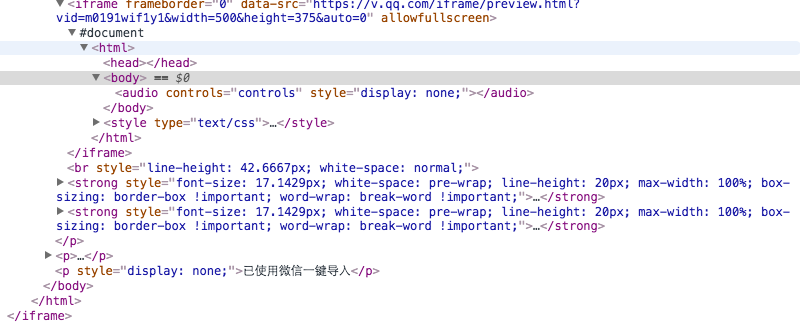 <iframe frameborder="0" data-src="https://v.qq.com/iframe/preview.html?
vid=m0191wif1y1&width=500&height=375&auto=0" allowfullscreen>
#document
<html>
<head></head>
<body> == $0
<audio controls="controls" style="display: none;"></audio>
</body>
<style type="text/css">…</style>
</html>
</iframe>
<br style="line-height: 42.6667px; white-space: normal;">
<strong style="font-size: 17.1429px; white-space: pre-wrap; line-height: 20px; max-width: 100%; box-
sizing: border-box !important; word-wrap: break-word !important;">…</strong>
<strong style="font-size: 17.1429px; white-space: pre-wrap; line-height: 20px; max-width: 100%; box-
sizing: border-box !important; word-wrap: break-word !important;">…</strong>
</p>
<p>…</p>
<p style="display: none;">已使用微信一键导入</p>
</body>
</html>
</iframe>